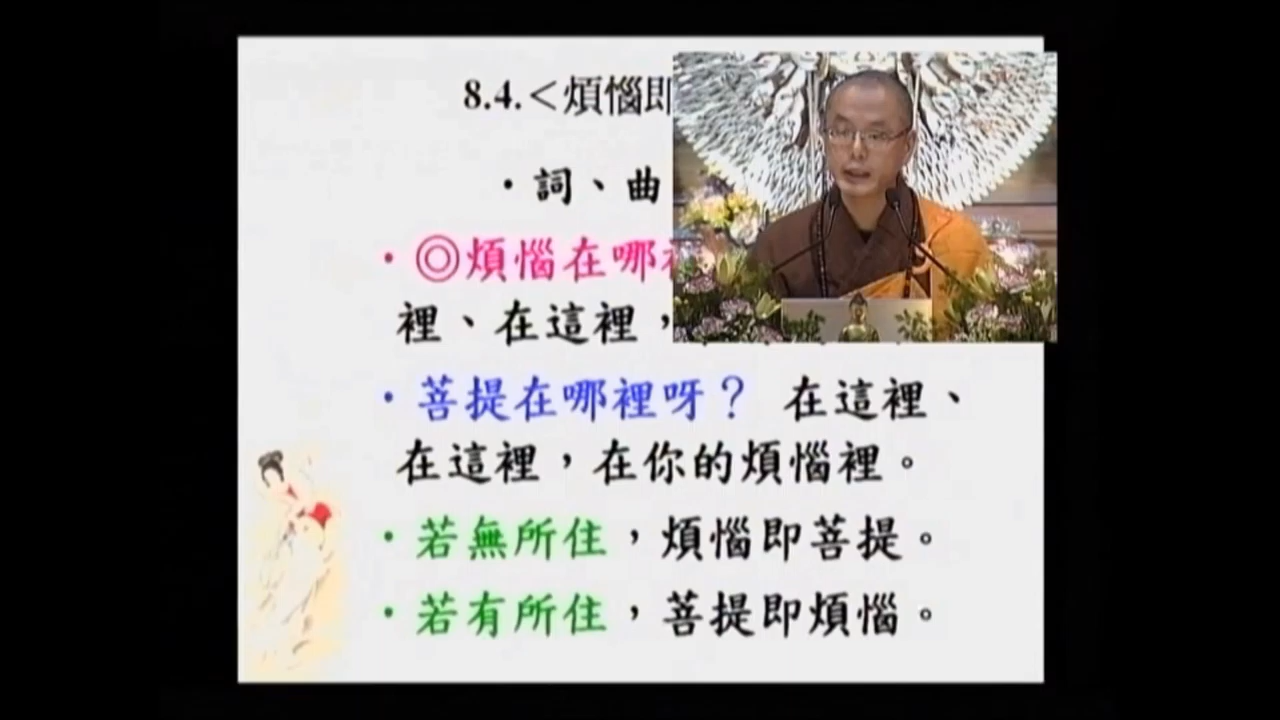 8.4.＜煩惱即
・詞、曲
・◎煩惱在哪
裡、在這裡，
・菩提在哪裡呀？ 在這裡、
在這裡，在你的煩惱裡。
・若無所住，煩惱即菩提。
・若有所住，菩提即煩惱。